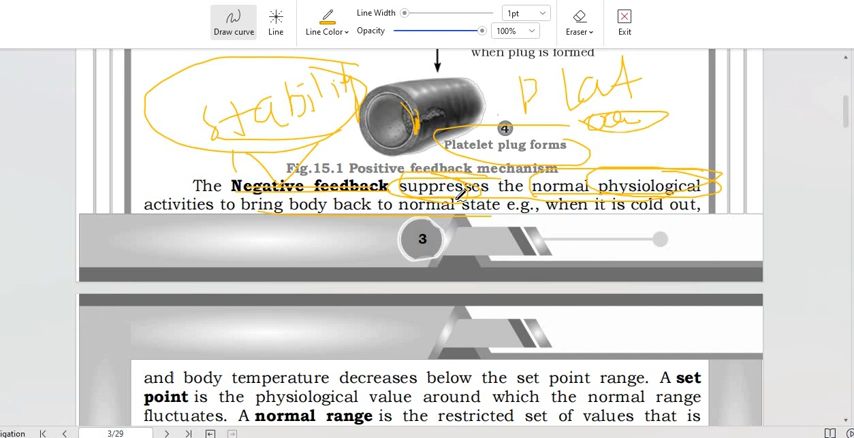 Draw curve
Line
Line Color
Line Width
1pt
Opacity
100%
Eraser
Exit
when plug is formed
Stability
Plat
4
Platelet plug forms
Fig.15.1 Positive feedback mechanism
The Negative feedback suppresses the normal physiological
activities to bring body back to normal state e.g., when it is cold out,
3
and body temperature decreases below the set point range. A set
point is the physiological value around which the normal range
fluctuates. A normal range is the restricted set of values that is
igation
3/29